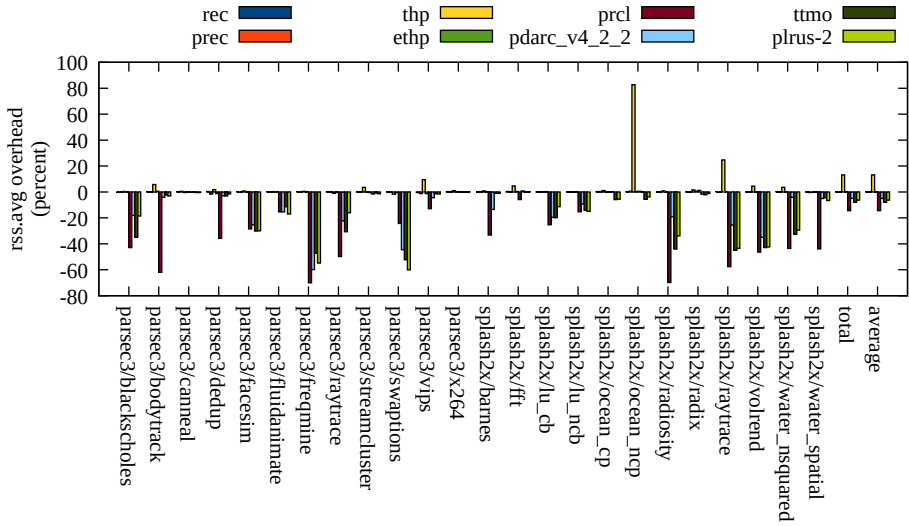 rec thp prcl ttmo
prec ethp pdarc_v4_2_2 plrus-2
rss.avg overhead
(percent)
100
80
60
40
20
0
-20
-40
-60
-80
parsec3/blackscholes
parsec3/bodytrack
parsec3/canneal
parsec3/dedup
parsec3/facesim
parsec3/fluidanimate
parsec3/freqmine
parsec3/raytrace
parsec3/streamcluster
parsec3/swaptions
parsec3/vips
parsec3/x264
splash2x/barnes
splash2x/fft
splash2x/lu_cb
splash2x/lu_ncb
splash2x/ocean_cp
splash2x/ocean_ncp
splash2x/radiosity
splash2x/radix
splash2x/raytrace
splash2x/volrend
splash2x/water_nsquared
splash2x/water_spatial
total
average